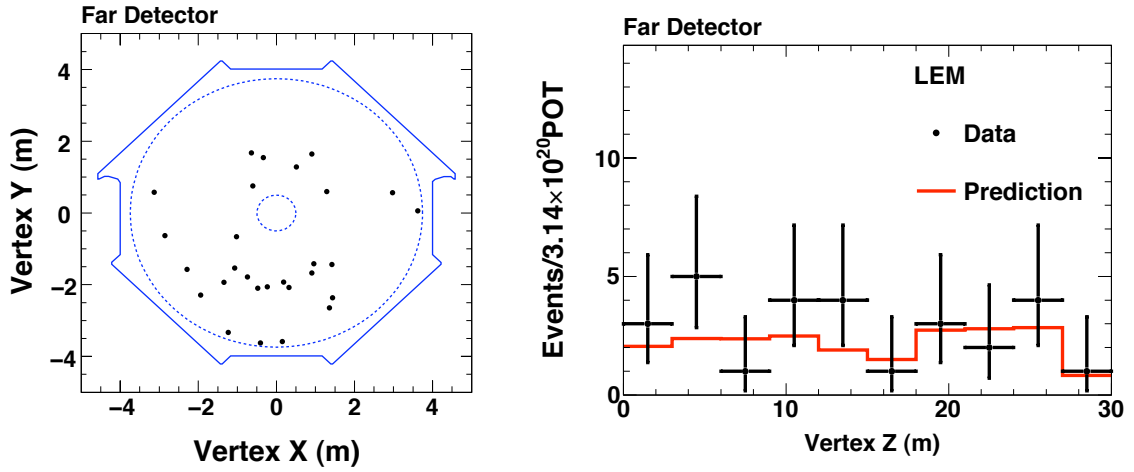 Far Detector
4
2
0
−2
−4
−4
−2
0
2
4
Vertex Y (m)
Vertex X (m)
Far Detector
LEM
Data
Prediction
10
5
0
0
10
20
30
Events/3.14×10²⁰POT
Vertex Z (m)